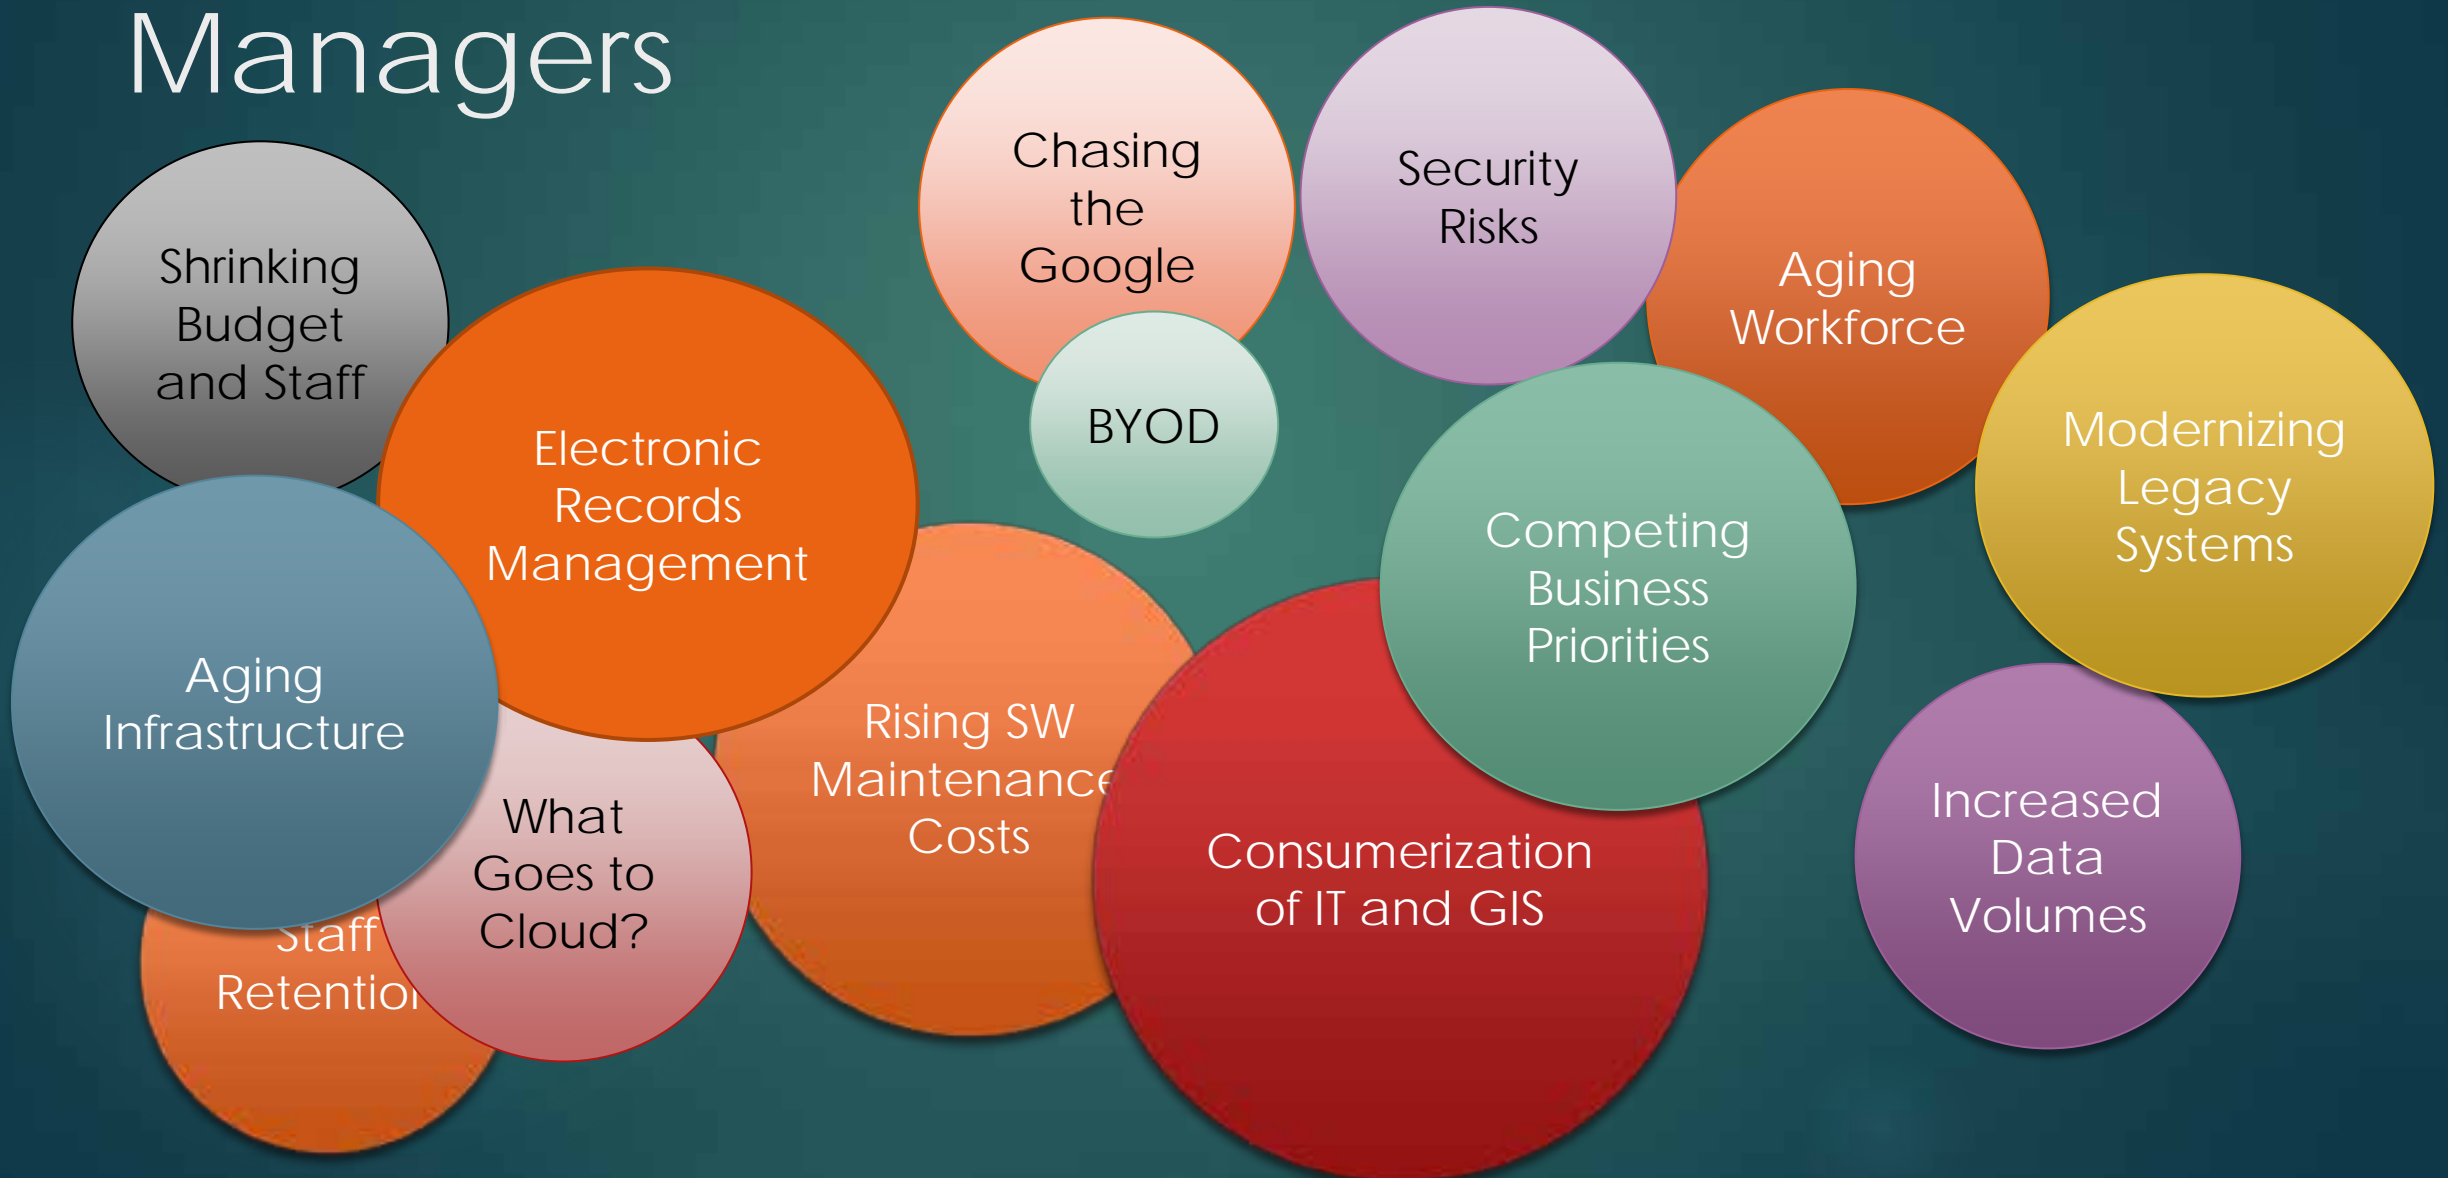 Managers
Chasing
the
Google
Security
Risks
Aging
Workforce
Shrinking
Budget
and Staff
BYOD
Modernizing
Legacy
Systems
Electronic
Records
Management
Competing
Business
Priorities
Aging
Infrastructure
Rising SW
Maintenance
Costs
What
Goes to
Cloud?
Consumerization
of IT and GIS
Increased
Data
Volumes
Staff
Retention